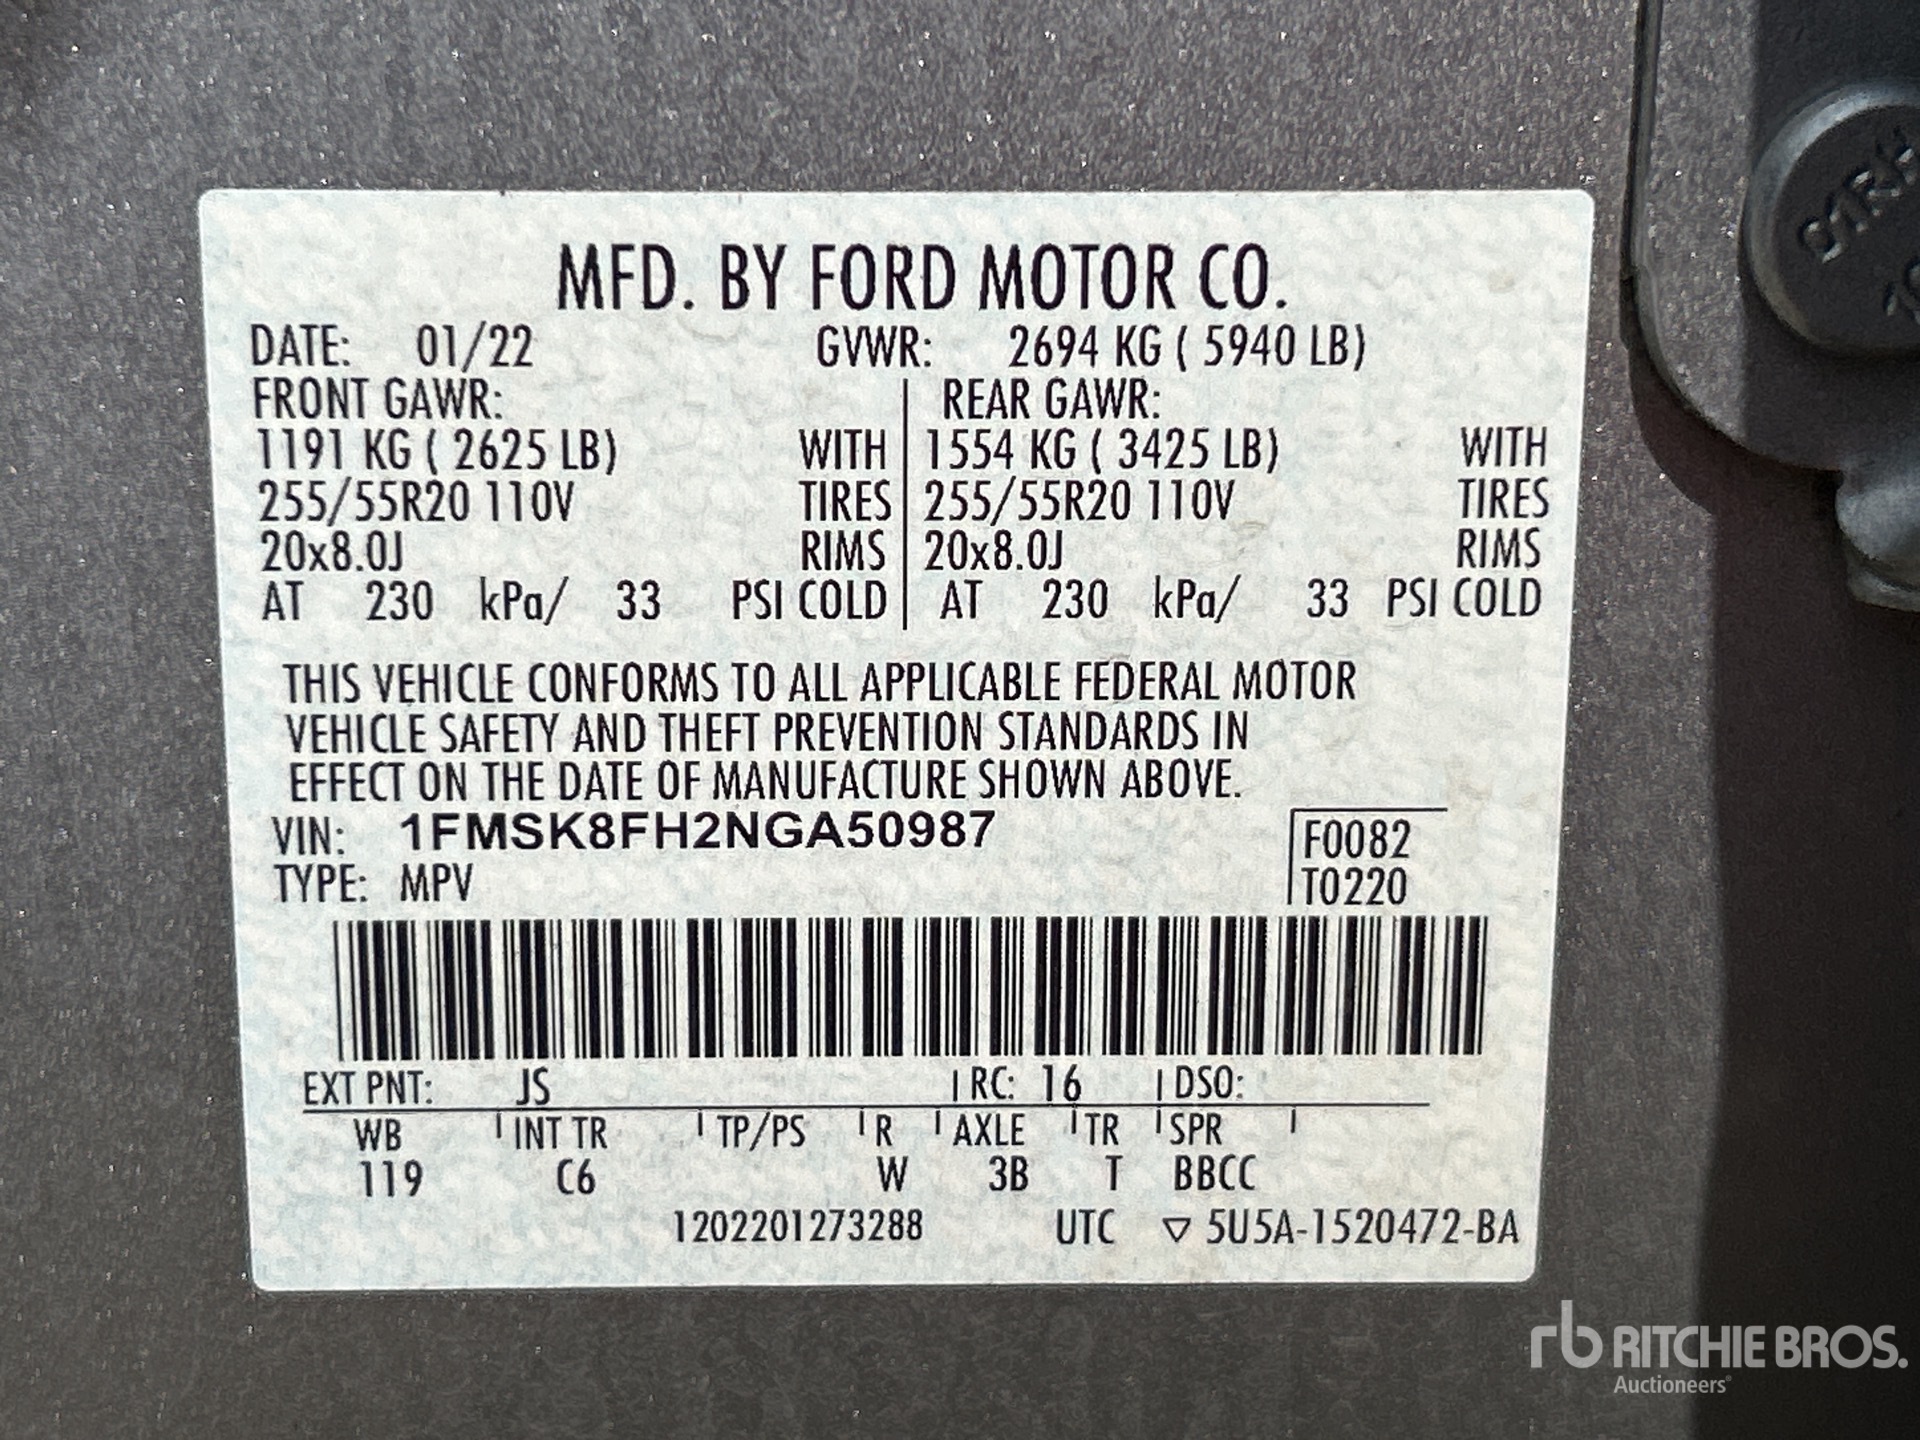 MFD. BY FORD MOTOR CO.
DATE: 01/22 GVWR: 2694 KG ( 5940 LB)
FRONT GAWR: REAR GAWR:
1191 KG ( 2625 LB) WITH 1554 KG ( 3425 LB) WITH
255/55R20 110V TIRES 255/55R20 110V TIRES
20x8.0J RIMS 20x8.0J RIMS
AT 230 kPa/ 33 PSI COLD AT 230 kPa/ 33 PSI COLD
THIS VEHICLE CONFORMS TO ALL APPLICABLE FEDERAL MOTOR
VEHICLE SAFETY AND THEFT PREVENTION STANDARDS IN
EFFECT ON THE DATE OF MANUFACTURE SHOWN ABOVE.
VIN: 1FMSK8FH2NGA50987 F0082
TYPE: MPV T0220
EXT PNT: JS RC: 16 DSO:
WB INT TR TP/PS R AXLE TR SPR
119 C6 W 3B T BBCC
1202201273288 UTC ▽ 5U5A-1520472-BA
rb RITCHIE BROS.
Auctioneers